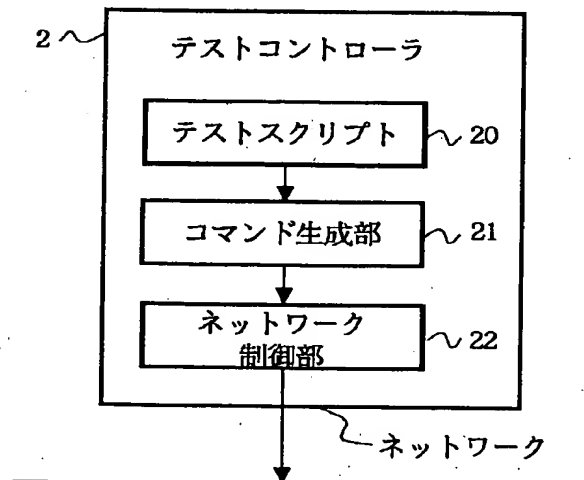 2
テストコントローラ
テストスクリプト
20
コマンド生成部
21
ネットワーク
制御部
22
ネットワーク